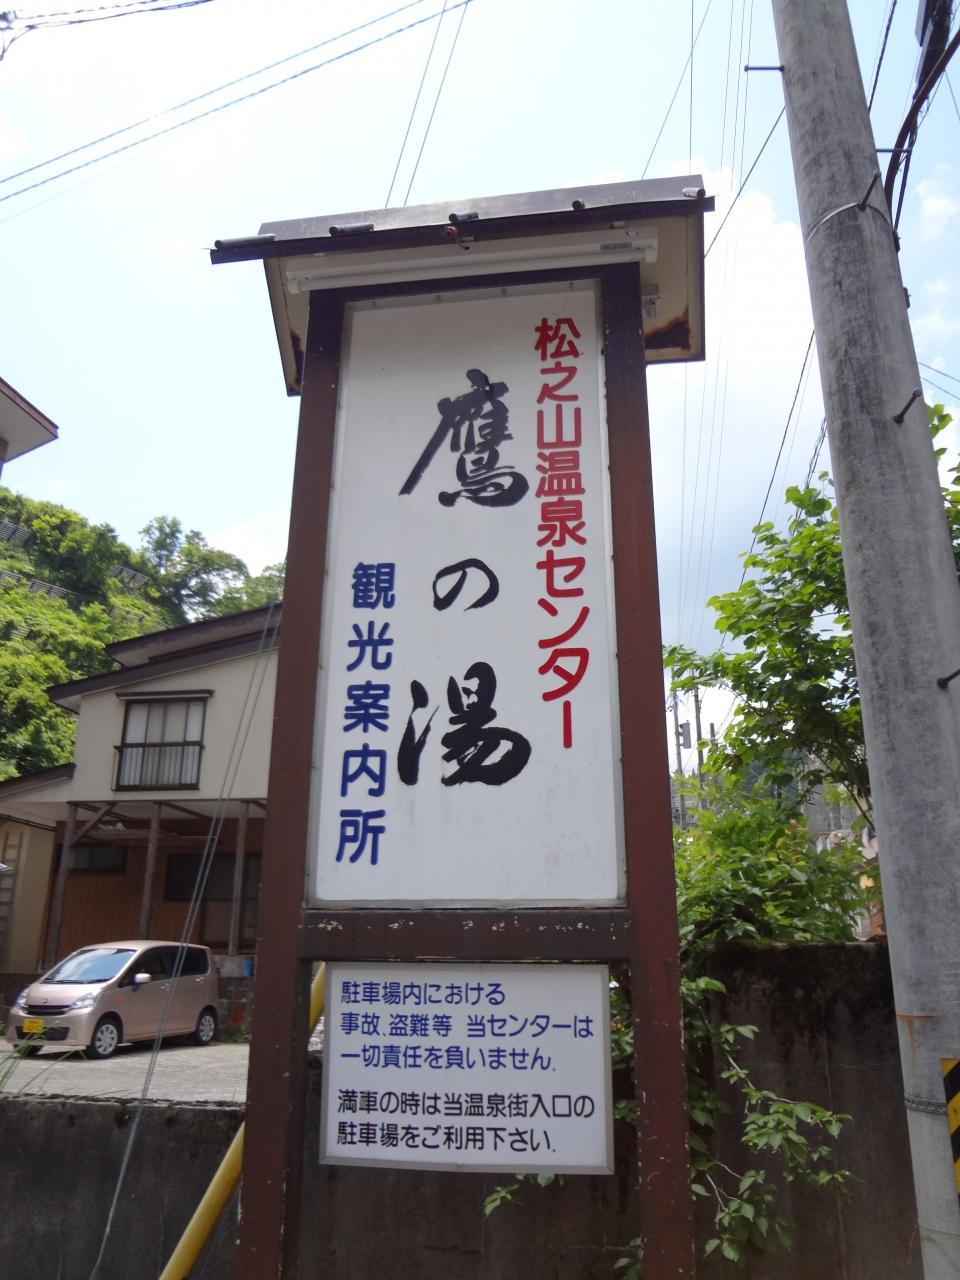 松之山温泉センター
鷹の湯
観光案内所
駐車場内における
事故、盗難等 当センターは
一切責任を負いません。
満車の時は当温泉街入口の
駐車場をご利用下さい。